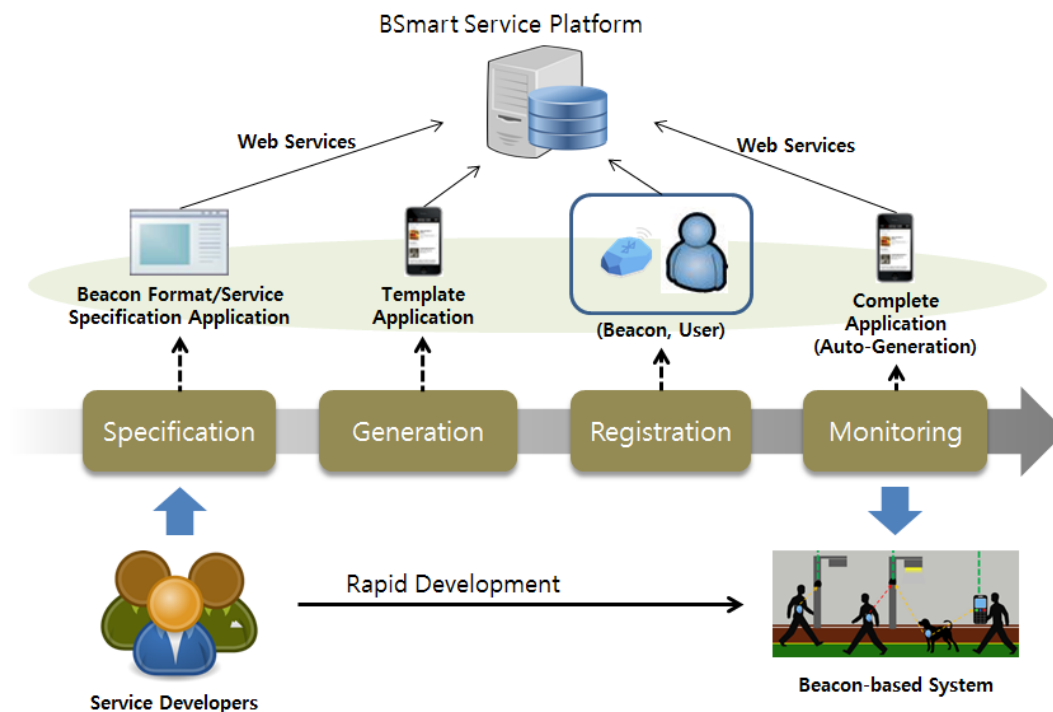 BSmart Service Platform
Web Services
Web Services
Beacon Format/Service
Specification Application
Template
Application
(Beacon, User)
Complete
Application
(Auto-Generation)
Specification
Generation
Registration
Monitoring
Rapid Development
Service Developers
Beacon-based System